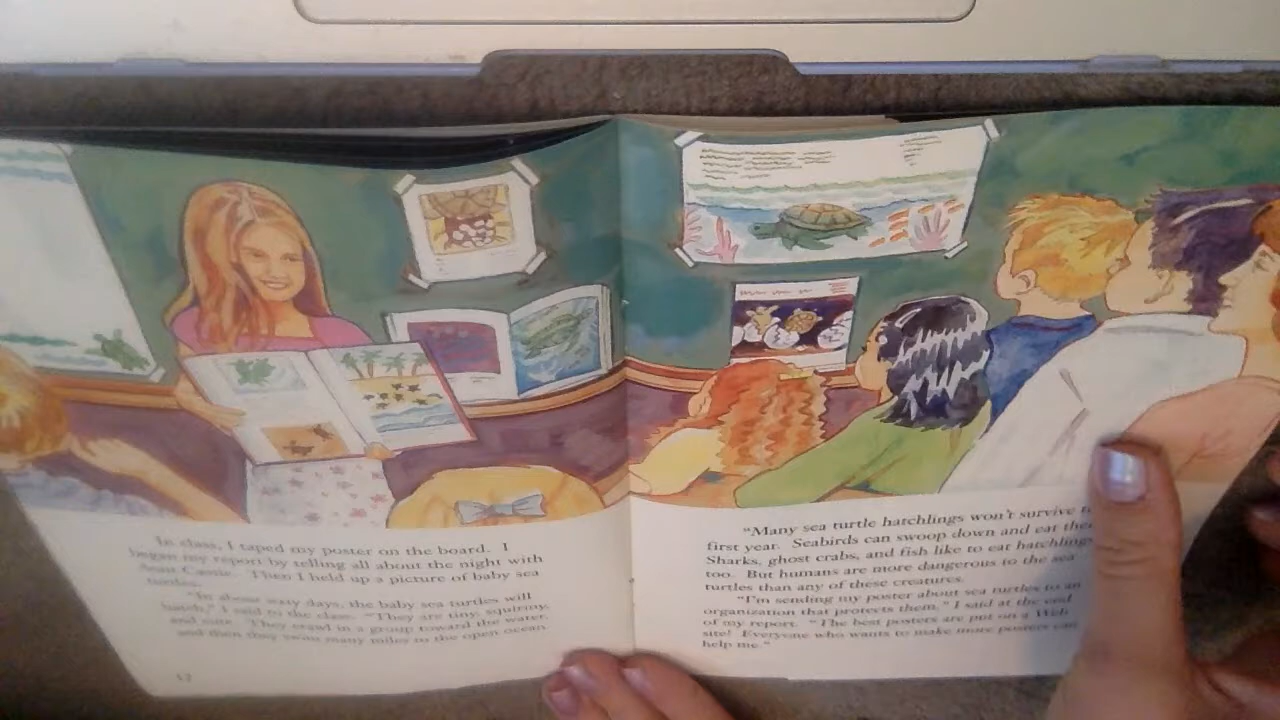 In class, I taped my poster on the board. I
began my report by telling all about the night with
Then I held up a picture of baby sea
turtles.
"In about sixty days, the baby sea turtles will
hatch," I said to the class. "They are tiny, squirmy,
and cute. They crawl in a group toward the water,
and then they swim many miles to the open ocean
17
"Many sea turtle hatchlings won't survive
first year. Seabirds can swoop down and eat
Sharks, ghost crabs, and fish like to eat hatchlings
too. But humans are more dangerous to the sea
turtles than any of these creatures.
"I'm sending my poster about sea turtles to an
organization that protects them," I said at the end
of my report. "The best posters are put on a Web
site! Everyone who wants to make more posters can
help me."